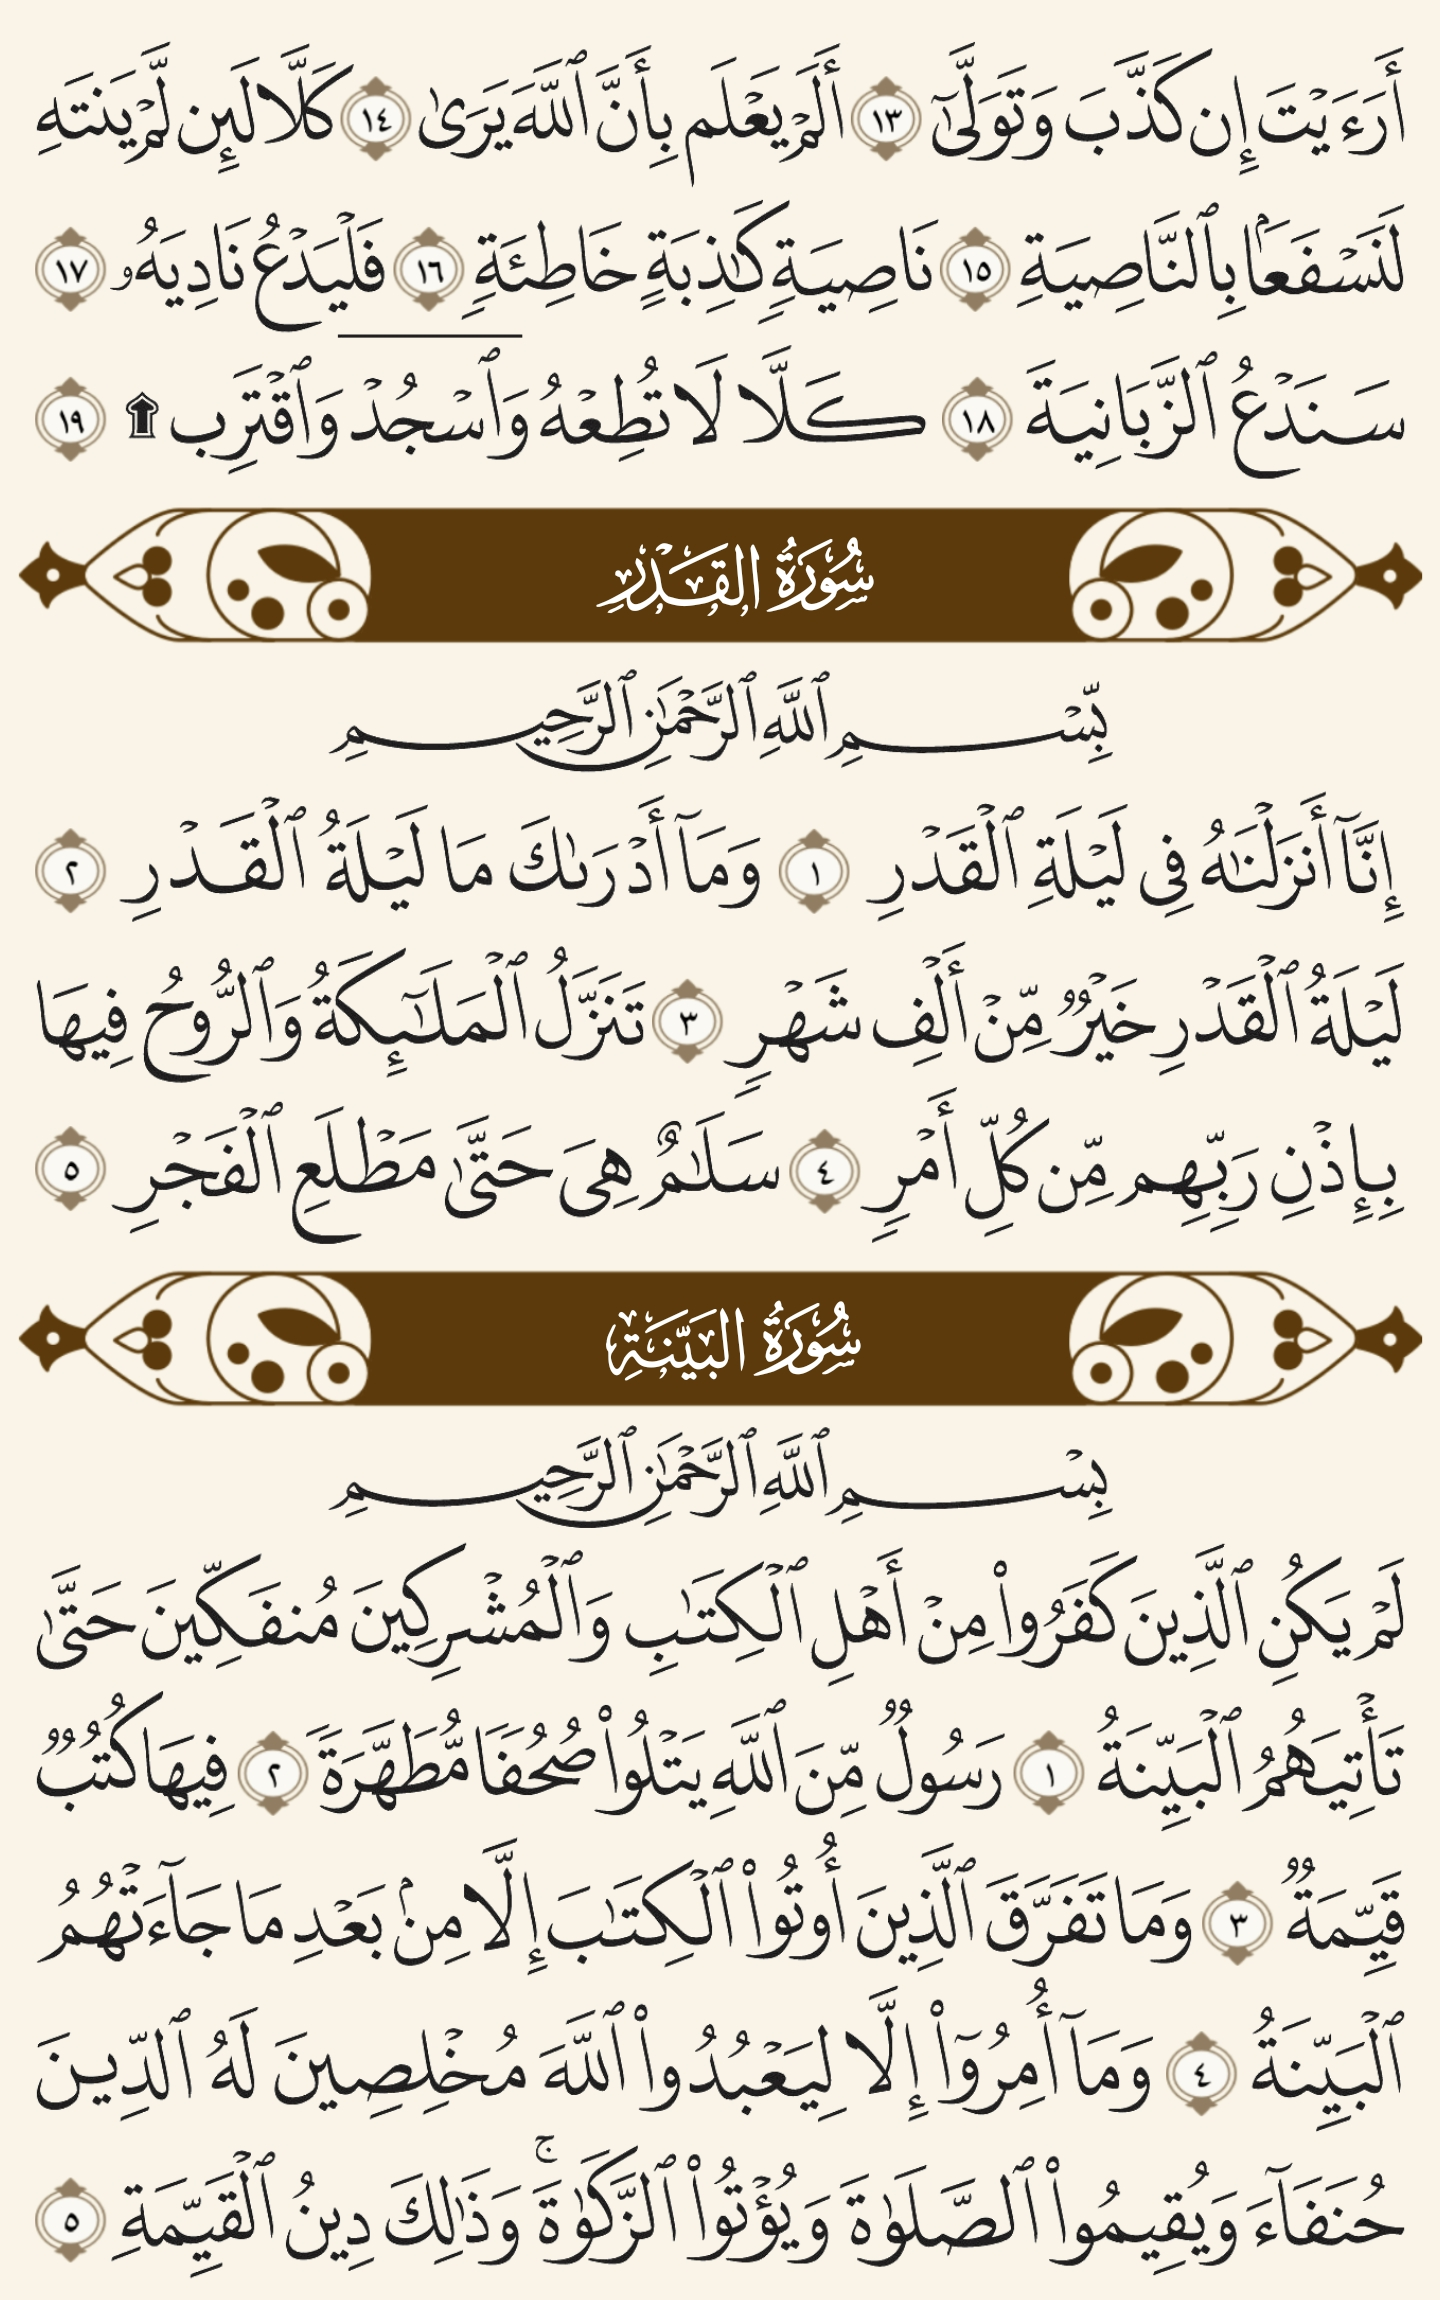 أَرَءَيۡتَ إِن كَذَّبَ وَتَوَلَّىٰٓ ١٣ أَلَمۡ يَعۡلَم بِأَنَّ ٱللَّهَ يَرَىٰ ١٤ كَلَّا لَئِن لَّمۡ يَنتَهِ
لَنَسۡفَعَۢا بِٱلنَّاصِيَةِ ١٥ نَاصِيَةٖ كَٰذِبَةٍ خَاطِئَةٖ ١٦ فَلۡيَدۡعُ نَادِيَهُۥ ١٧
سَنَدۡعُ ٱلزَّبَانِيَةَ ١٨ كَلَّا لَا تُطِعۡهُ وَٱسۡجُدۡۤ وَٱقۡتَرِب ۩ ١٩
سُورَةُ القَدۡرِ
بِّسۡمِ ٱللَّهِ ٱلرَّحۡمَٰنِ ٱلرَّحِيمِ
إِنَّآ أَنزَلۡنَٰهُ فِي لَيۡلَةِ ٱلۡقَدۡرِ ١ وَمَآ أَدۡرَىٰكَ مَا لَيۡلَةُ ٱلۡقَدۡرِ ٢
لَيۡلَةُ ٱلۡقَدۡرِ خَيۡرٞ مِّنۡ أَلۡفِ شَهۡرٖ ٣ تَنَزَّلُ ٱلۡمَلَٰٓئِكَةُ وَٱلرُّوحُ فِيهَا
بِإِذۡنِ رَبِّهِم مِّن كُلِّ أَمۡرٖ ٤ سَلَٰمٌ هِيَ حَتَّىٰ مَطۡلَعِ ٱلۡفَجۡرِ ٥
سُورَةُ البَيِّنَةِ
بِسۡمِ ٱللَّهِ ٱلرَّحۡمَٰنِ ٱلرَّحِيمِ
لَمۡ يَكُنِ ٱلَّذِينَ كَفَرُواْ مِنۡ أَهۡلِ ٱلۡكِتَٰبِ وَٱلۡمُشۡرِكِينَ مُنفَكِّينَ حَتَّىٰ
تَأۡتِيَهُمُ ٱلۡبَيِّنَةُ ١ رَسُولٞ مِّنَ ٱللَّهِ يَتۡلُواْ صُحُفٗا مُّطَهَّرَةٗ ٢ فِيهَا كُتُبٞ
قَيِّمَةٞ ٣ وَمَا تَفَرَّقَ ٱلَّذِينَ أُوتُواْ ٱلۡكِتَٰبَ إِلَّا مِنۢ بَعۡدِ مَا جَآءَتۡهُمُ
ٱلۡبَيِّنَةُ ٤ وَمَآ أُمِرُوٓاْ إِلَّا لِيَعۡبُدُواْ ٱللَّهَ مُخۡلِصِينَ لَهُ ٱلدِّينَ
حُنَفَآءَ وَيُقِيمُواْ ٱلصَّلَوٰةَ وَيُؤۡتُواْ ٱلزَّكَوٰةَۚ وَذَٰلِكَ دِينُ ٱلۡقَيِّمَةِ ٥